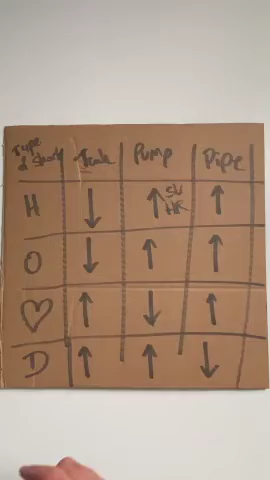 Type of Shock Tank Pump Pipe
H ↓ ↑ SV HR ↑
O ↓ ↑ ↑
♡ ↑ ↓ ↑
D ↑ ↑ ↓